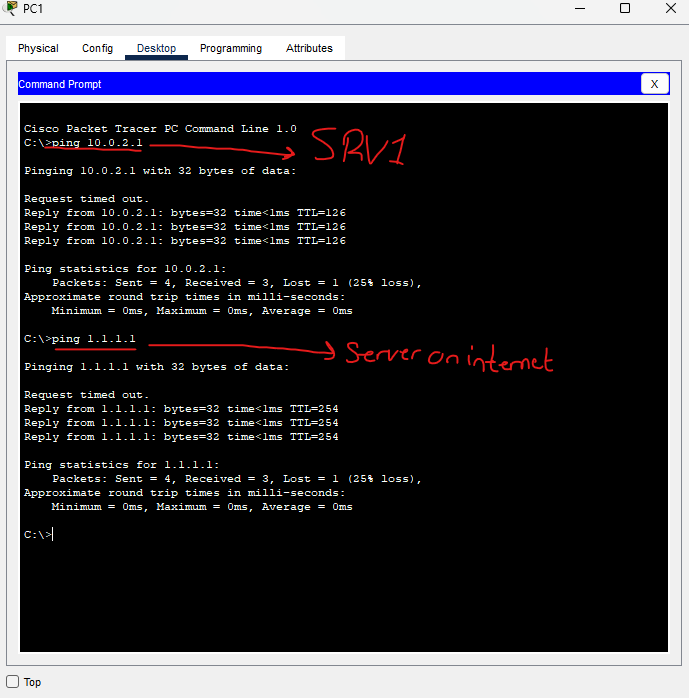 PC1
Physical Config Desktop Programming Attributes
Command Prompt X
Cisco Packet Tracer PC Command Line 1.0
C:\>ping 10.0.2.1 SRV1
Pinging 10.0.2.1 with 32 bytes of data:
Request timed out.
Reply from 10.0.2.1: bytes=32 time<1ms TTL=126
Reply from 10.0.2.1: bytes=32 time<1ms TTL=126
Reply from 10.0.2.1: bytes=32 time<1ms TTL=126
Ping statistics for 10.0.2.1:
Packets: Sent = 4, Received = 3, Lost = 1 (25% loss),
Approximate round trip times in milli-seconds:
Minimum = 0ms, Maximum = 0ms, Average = 0ms
C:\>ping 1.1.1.1 Server on internet
Pinging 1.1.1.1 with 32 bytes of data:
Request timed out.
Reply from 1.1.1.1: bytes=32 time<1ms TTL=254
Reply from 1.1.1.1: bytes=32 time<1ms TTL=254
Reply from 1.1.1.1: bytes=32 time<1ms TTL=254
Ping statistics for 1.1.1.1:
Packets: Sent = 4, Received = 3, Lost = 1 (25% loss),
Approximate round trip times in milli-seconds:
Minimum = 0ms, Maximum = 0ms, Average = 0ms
C:\>
Top